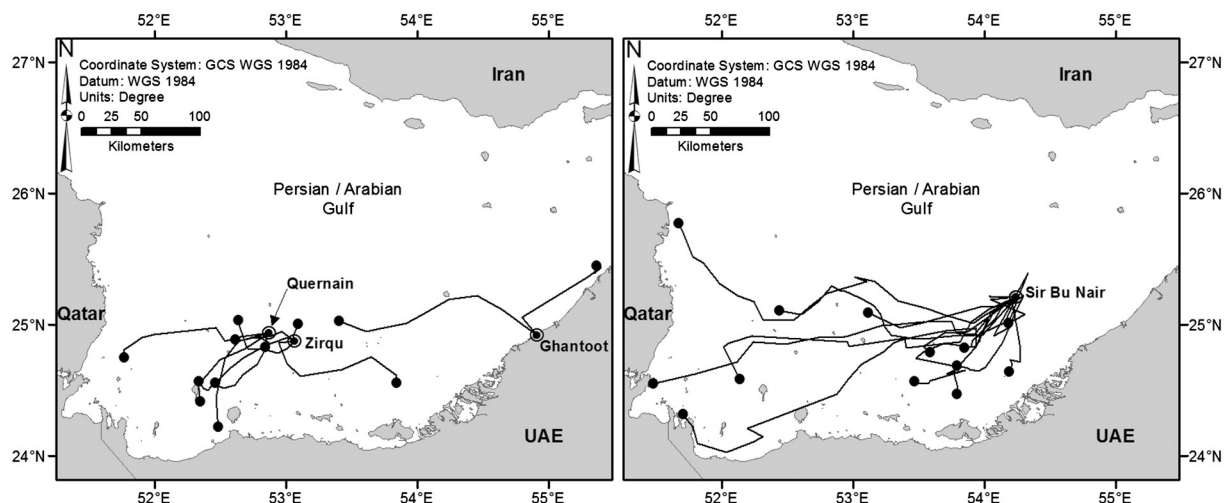 52°E 53°E 54°E 55°E
N
Coordinate System: GCS WGS 1984
Datum: WGS 1984
Units: Degree
0 25 50 100
Kilometers
Iran
27°N
26°N
25°N
24°N
Persian / Arabian
Gulf
Quernain
Qatar
Zirqu
Ghantoot
UAE
52°E 53°E 54°E 55°E
52°E 53°E 54°E 55°E
N
Coordinate System: GCS WGS 1984
Datum: WGS 1984
Units: Degree
0 25 50 100
Kilometers
Iran
27°N
26°N
25°N
24°N
Persian / Arabian
Gulf
Sir Bu Nair
Qatar
UAE
52°E 53°E 54°E 55°E